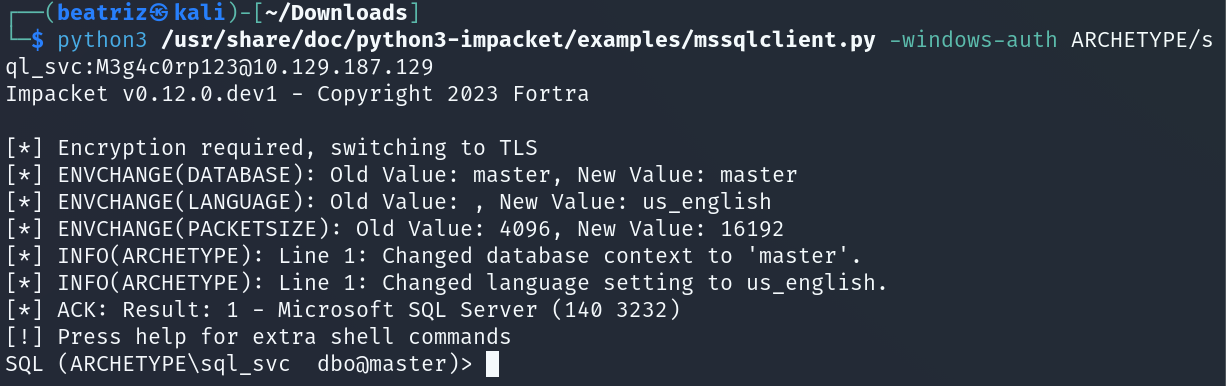 ┌──(beatriz㉿kali)-[~/Downloads]
└─$ python3 /usr/share/doc/python3-impacket/examples/mssqlclient.py -windows-auth ARCHETYPE/s
ql_svc:M3g4c0rp123@10.129.187.129
Impacket v0.12.0.dev1 - Copyright 2023 Fortra

[*] Encryption required, switching to TLS
[*] ENVCHANGE(DATABASE): Old Value: master, New Value: master
[*] ENVCHANGE(LANGUAGE): Old Value: , New Value: us_english
[*] ENVCHANGE(PACKETSIZE): Old Value: 4096, New Value: 16192
[*] INFO(ARCHETYPE): Line 1: Changed database context to 'master'.
[*] INFO(ARCHETYPE): Line 1: Changed language setting to us_english.
[*] ACK: Result: 1 - Microsoft SQL Server (140 3232)
[!] Press help for extra shell commands
SQL (ARCHETYPE\sql_svc  dbo@master)>